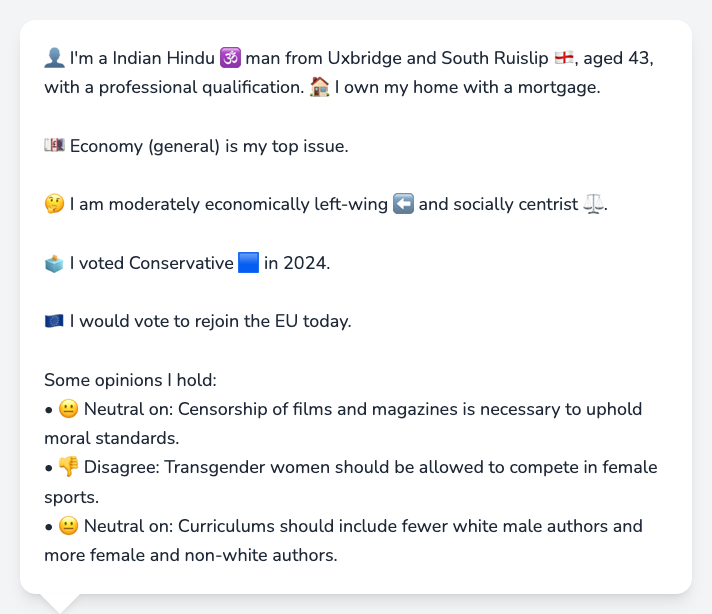 👤 I'm a Indian Hindu 🕉️ man from Uxbridge and South Ruislip 🏴󠁧󠁢󠁥󠁮󠁧󠁿, aged 43,
with a professional qualification. 🏠 I own my home with a mortgage.
💷 Economy (general) is my top issue.
🤔 I am moderately economically left-wing ⬅️ and socially centrist ⚖️.
🗳️ I voted Conservative 🟦 in 2024.
🇪🇺 I would vote to rejoin the EU today.
Some opinions I hold:
• 😐 Neutral on: Censorship of films and magazines is necessary to uphold
moral standards.
• 👎 Disagree: Transgender women should be allowed to compete in female
sports.
• 😐 Neutral on: Curriculums should include fewer white male authors and
more female and non-white authors.